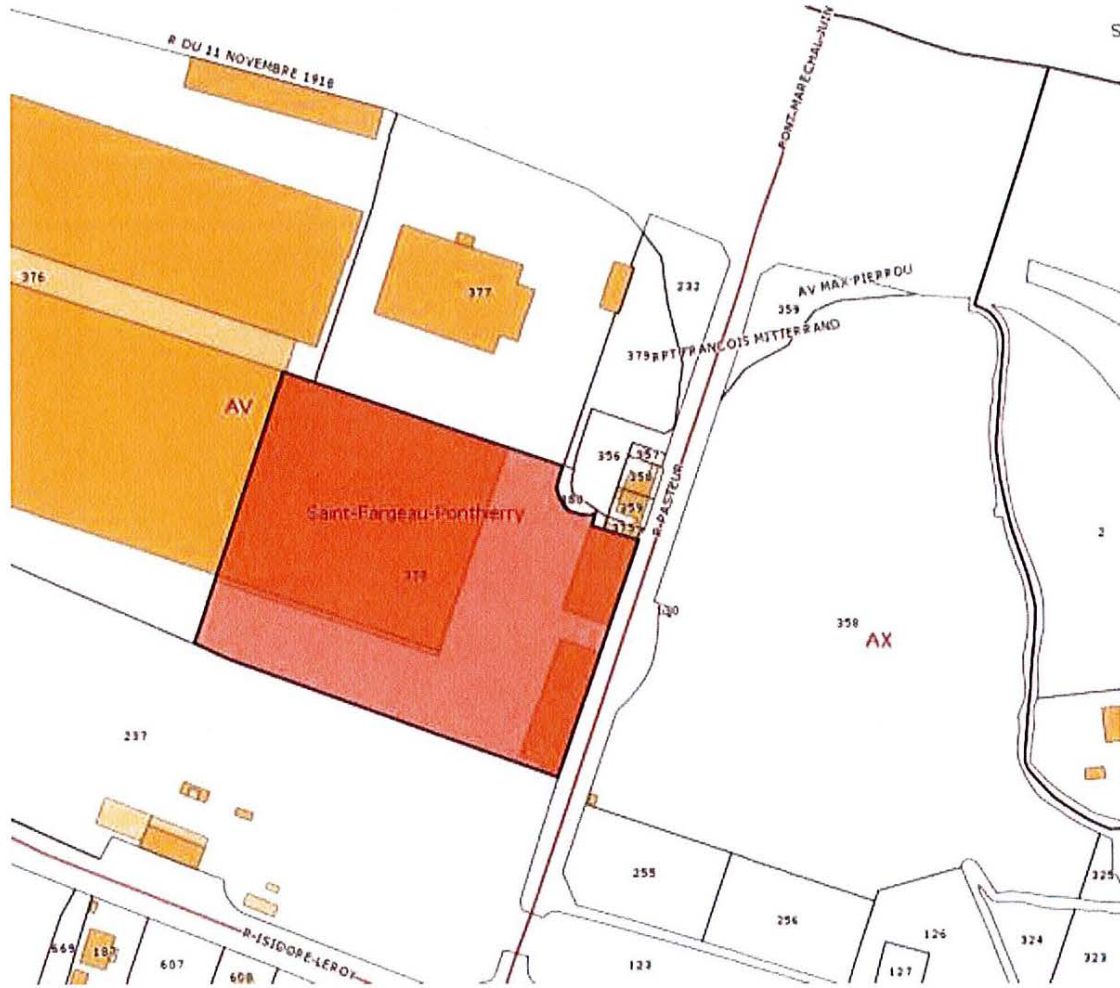 S
R DU 11 NOVEMBRE 1918
PONT-MARECHAL-JUIN
376
377
232
AV MAX-PIERROU
359
379 RPT FRANCOIS MITTERRAND
AV
356
357
358
359
R-PASTEUR
Saint-Fargeau-Ponthierry
2
358
AX
237
255
256
325
126
324
127
323
123
R-ISIDORE-LEROY
669
187
607
608